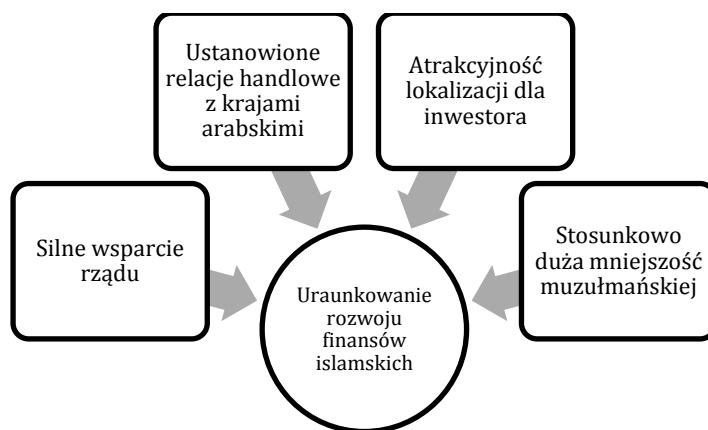 Ustanowione
relacje handlowe
z krajami
arabskimi
Atrakcyjność
lokalizacji dla
inwestora
Silne wsparcie
rządu
Stosunkowo
duża mniejszość
muzułmańskiej
Uraunkowanie
rozwoju
finansów
islamskich